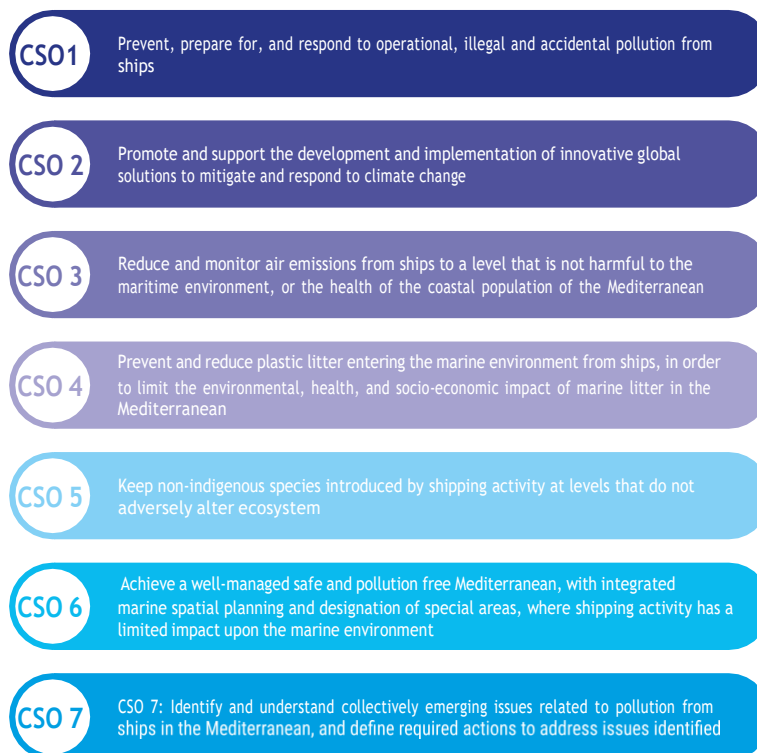 CSO1
Prevent, prepare for, and respond to operational, illegal and accidental pollution from
ships
CSO 2
Promote and support the development and implementation of innovative global
solutions to mitigate and respond to climate change
CSO 3
Reduce and monitor air emissions from ships to a level that is not harmful to the
maritime environment, or the health of the coastal population of the Mediterranean
CSO 4
Prevent and reduce plastic litter entering the marine environment from ships, in order
to limit the environmental, health, and socio-economic impact of marine litter in the
Mediterranean
CSO 5
Keep non-indigenous species introduced by shipping activity at levels that do not
adversely alter ecosystem
CSO 6
Achieve a well-managed safe and pollution free Mediterranean, with integrated
marine spatial planning and designation of special areas, where shipping activity has a
limited impact upon the marine environment
CSO 7
CSO 7: Identify and understand collectively emerging issues related to pollution from
ships in the Mediterranean, and define required actions to address issues identified